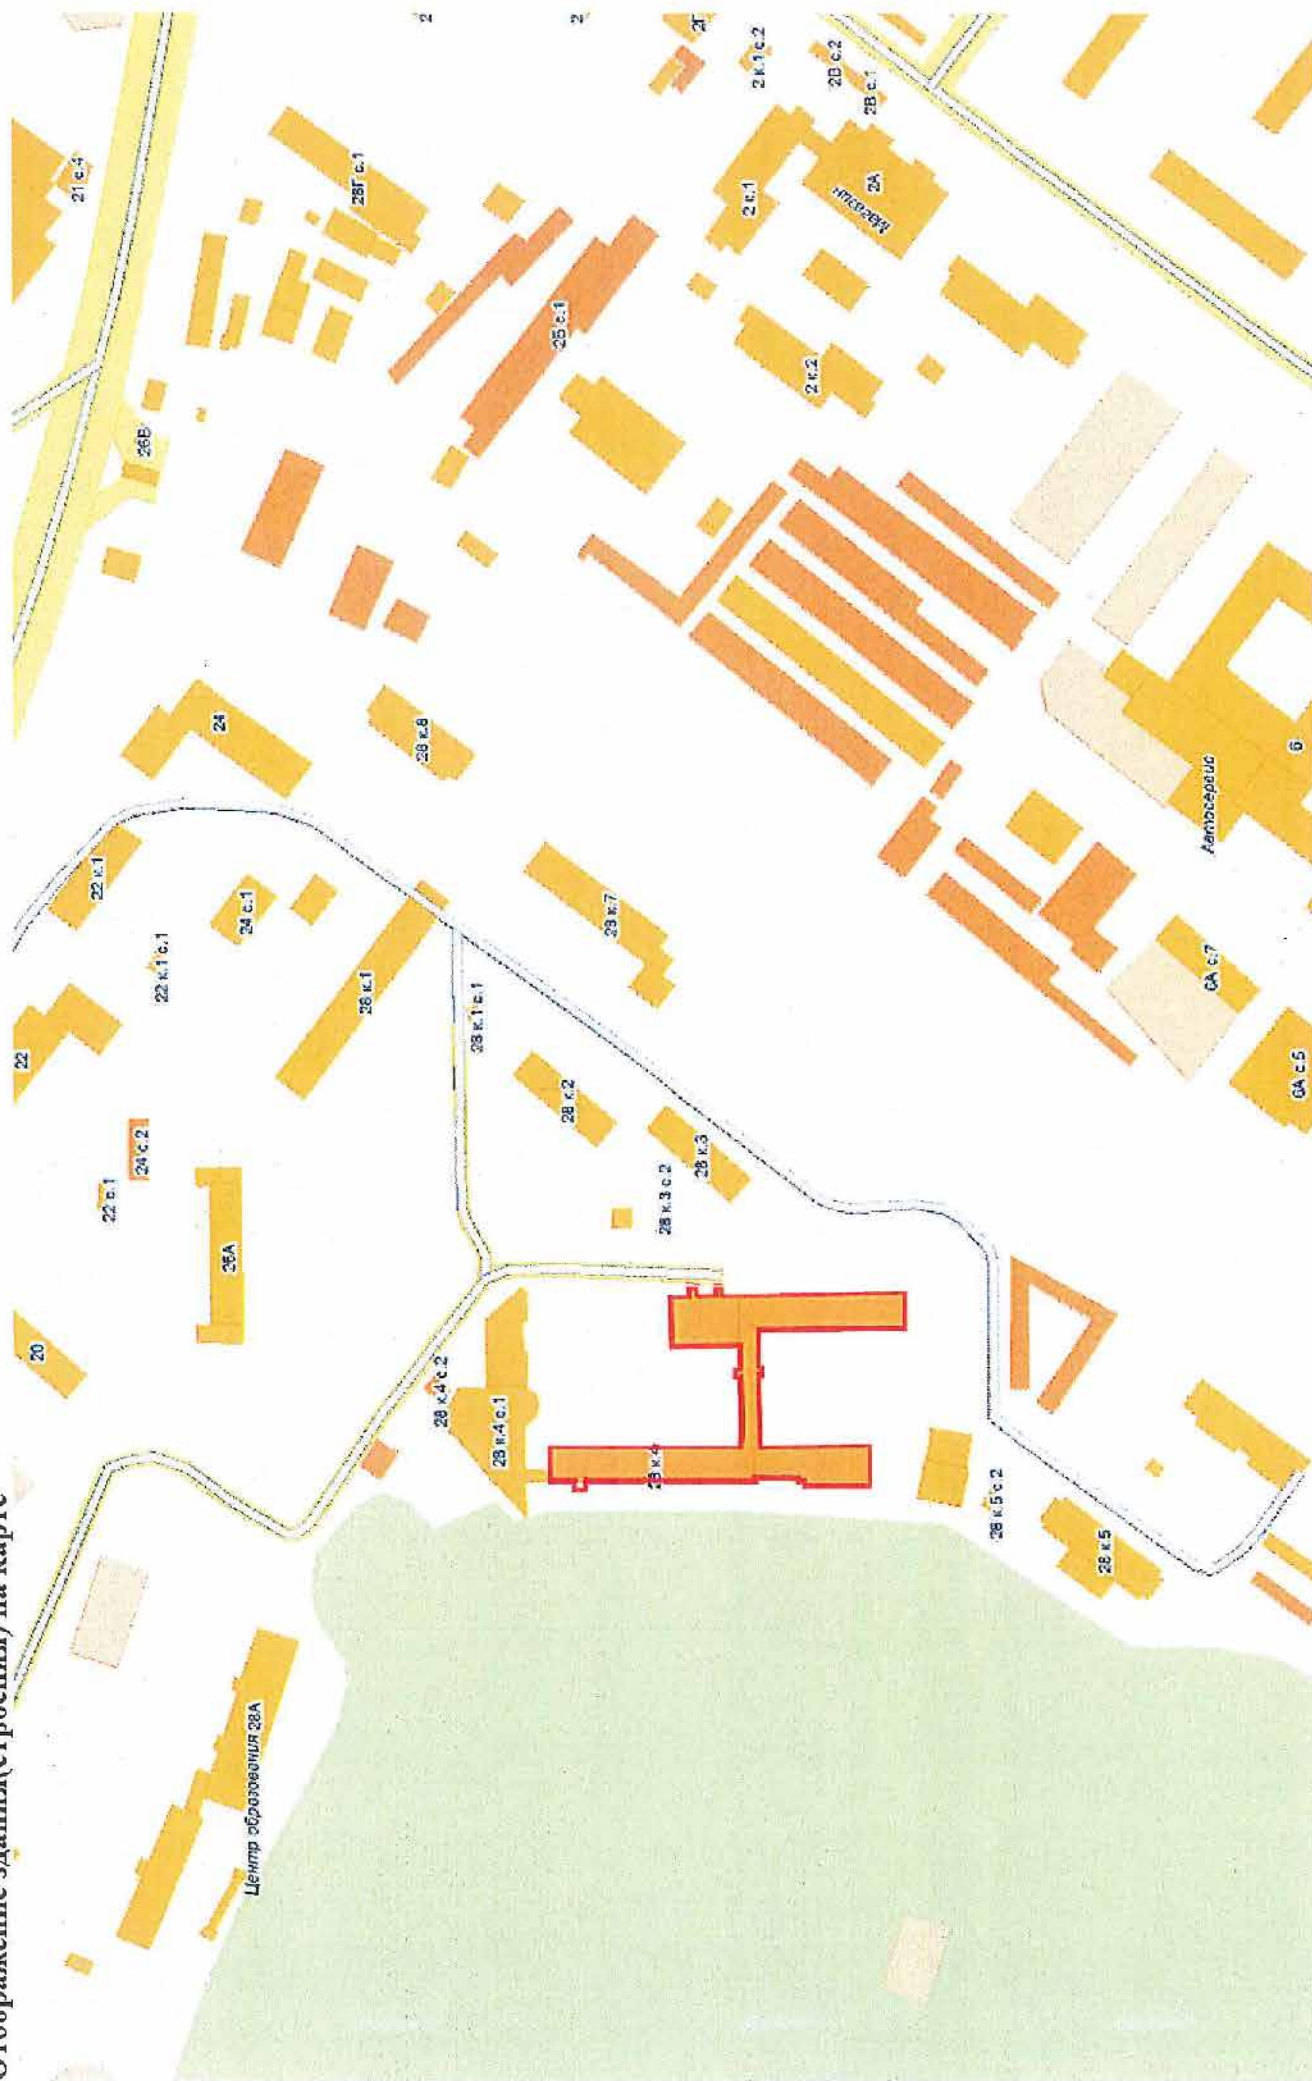 Отображение здания(строения) на карте
Центр образования 28А
20
22 с.1
24 с.2
26А
22
22 к.1 с.1
22 к.1
24 с.1
24
28 к.1
28 к.1 с.1
28 к.8
28 к.7
28 к.2
28 к.3
28 к.3 с.2
28 к.4 с.2
28 к.4 с.1
28 к.4
28 к.5 с.2
28 к.5
26В
21 с.4
28Г с.1
2
2
2Г
2 к.1 с.2
2В с.2
2В с.1
2 к.1
2А
2 к.2
Автосервис
6
6А с.7
6А с.5